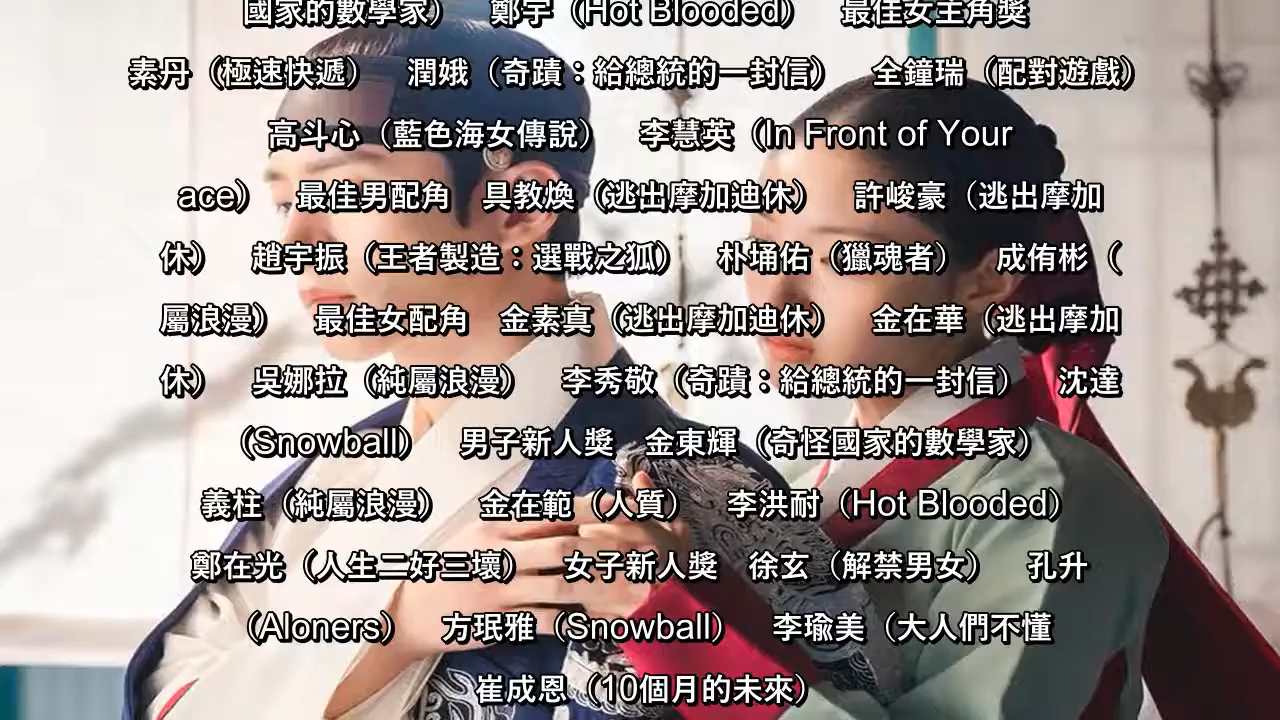 國家的數學家） 鄭宇（Hot Blooded） 最佳女主角獎
素丹（極速快遞） 潤娥（奇蹟：給總統的一封信） 全鐘瑞（配對遊戲）
高斗心（藍色海女傳說） 李慧英（In Front of Your
ace） 最佳男配角 具教煥（逃出摩加迪休） 許峻豪（逃出摩加
休） 趙宇振（王者製造：選戰之狐） 朴埇佑（獵魂者） 成侑彬（
屬浪漫） 最佳女配角 金素真（逃出摩加迪休） 金在華（逃出摩加
休） 吳娜拉（純屬浪漫） 李秀敬（奇蹟：給總統的一封信） 沈達
（Snowball） 男子新人獎 金東輝（奇怪國家的數學家）
義柱（純屬浪漫） 金在範（人質） 李洪耐（Hot Blooded）
鄭在光（人生二好三壞） 女子新人獎 徐玄（解禁男女） 孔升
（Aloners） 方珉雅（Snowball） 李瑜美（大人們不懂
崔成恩（10個月的未來）